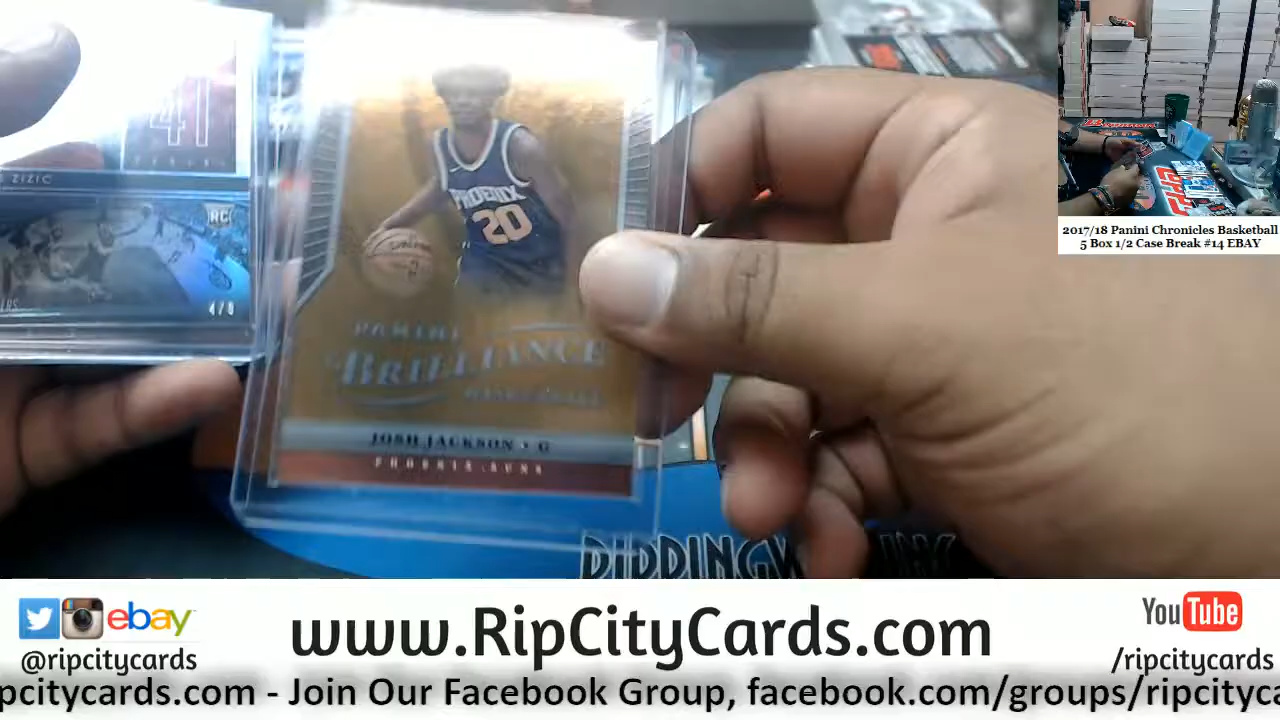 41
ZIZIC
RC
4/8
PHOENIX
20
PANINI
BRILLIANCE
BASKETBALL
JOSH JACKSON • G
PHOENIX SUNS
2017/18 Panini Chronicles Basketball
5 Box 1/2 Case Break #14 EBAY
ebay
@ripcitycards
www.RipCityCards.com
YouTube
/ripcitycards
pcitycards.com - Join Our Facebook Group, facebook.com/groups/ripcityca